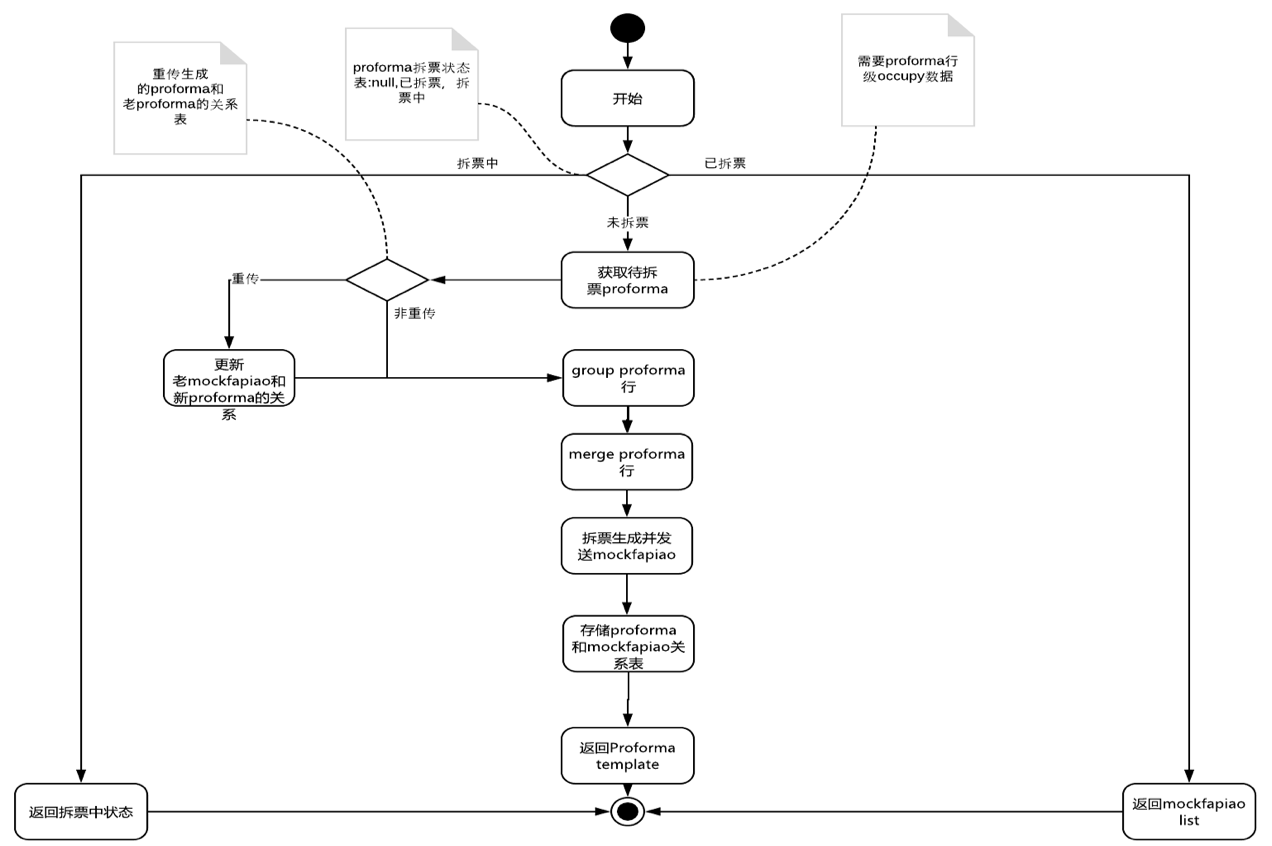 重传生成
的proforma和
老proforma的关系
表
proforma拆票状态
表:null,已拆票，拆
票中
需要proforma行
级occupy数据
开始
拆票中
已拆票
未拆票
获取待拆
票proforma
重传
非重传
更新
老mockfapiao和
新proforma的关
系
group proforma
行
merge proforma
行
拆票生成并发
送mockfapiao
存储proforma
和mockfapiao关
系表
返回Proforma
template
返回拆票中状态
返回mockfapiao
list